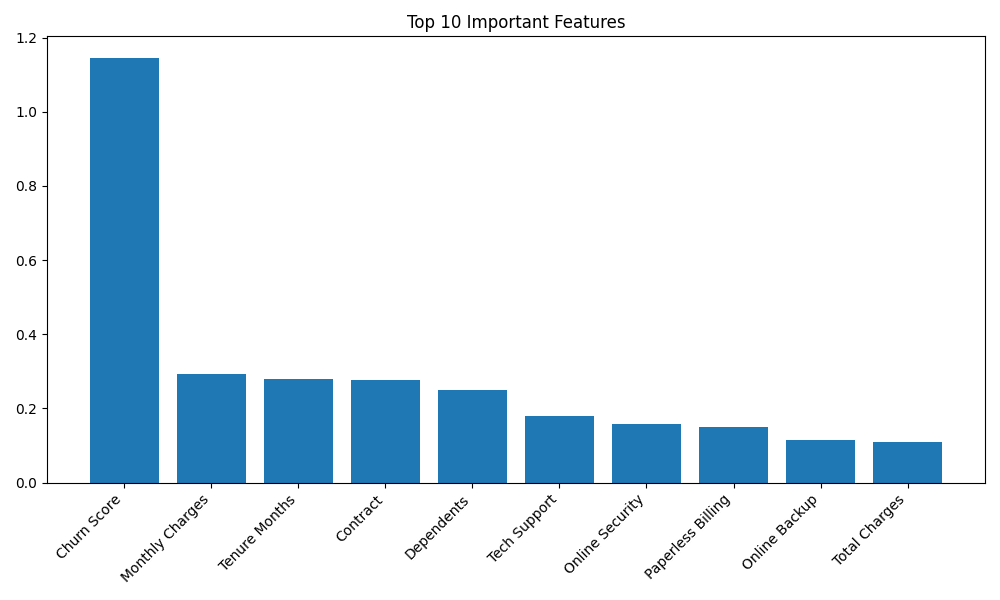 Top 10 Important Features
1.2
1.0
0.8
0.6
0.4
0.2
0.0
Churn Score
Monthly Charges
Tenure Months
Contract
Dependents
Tech Support
Online Security
Paperless Billing
Online Backup
Total Charges